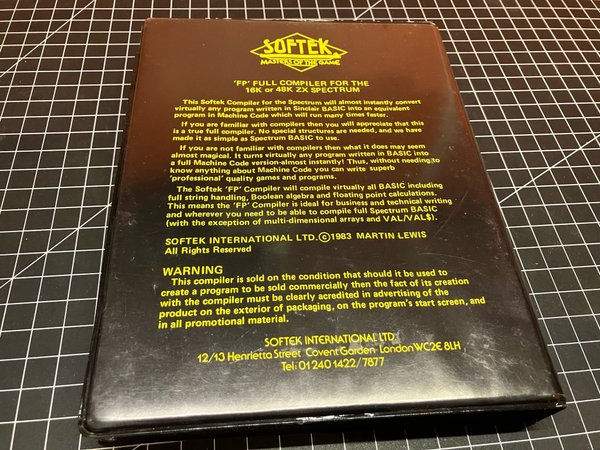 SOFTEK
MASTERS OF THE GAME
'FP' FULL COMPILER FOR THE
16K or 48K ZX SPECTRUM
This Softek Compiler for the Spectrum will almost instantly convert
virtually any program written in Sinclair BASIC into an equivalent
program in Machine Code which will run many times faster.
If you are familiar with compilers then you will appreciate that this
is a true full compiler. No special structures are needed, and we have
made it as simple as Spectrum BASIC to use.
If you are not familiar with compilers then what it does may seem
almost magical. It turns virtually any program written in BASIC into
a full Machine Code version-almost instantly! Thus, without needing to
know anything about Machine Code you can write superb
'professional' quality games and programs.
The Softek 'FP' Compiler will compile virtually all BASIC including
full string handling, Boolean algebra and floating point calculations.
This means the 'FP' Compiler is ideal for business and technical writing
and wherever you need to be able to compile full Spectrum BASIC
(with the exception of multi-dimensional arrays and VAL/VAL$).
SOFTEK INTERNATIONAL LTD.©1983 MARTIN LEWIS
All Rights Reserved
WARNING
This compiler is sold on the condition that should it be used to
create a program to be sold commercially then the fact of its creation
with the compiler must be clearly acredited in advertising of the
product on the exterior of packaging, on the program's start screen, and
in all promotional material.
SOFTEK INTERNATIONAL LTD
12/13 Henrietta Street Covent Garden London WC2E 8LH
Tel: 01 240 1422/7877